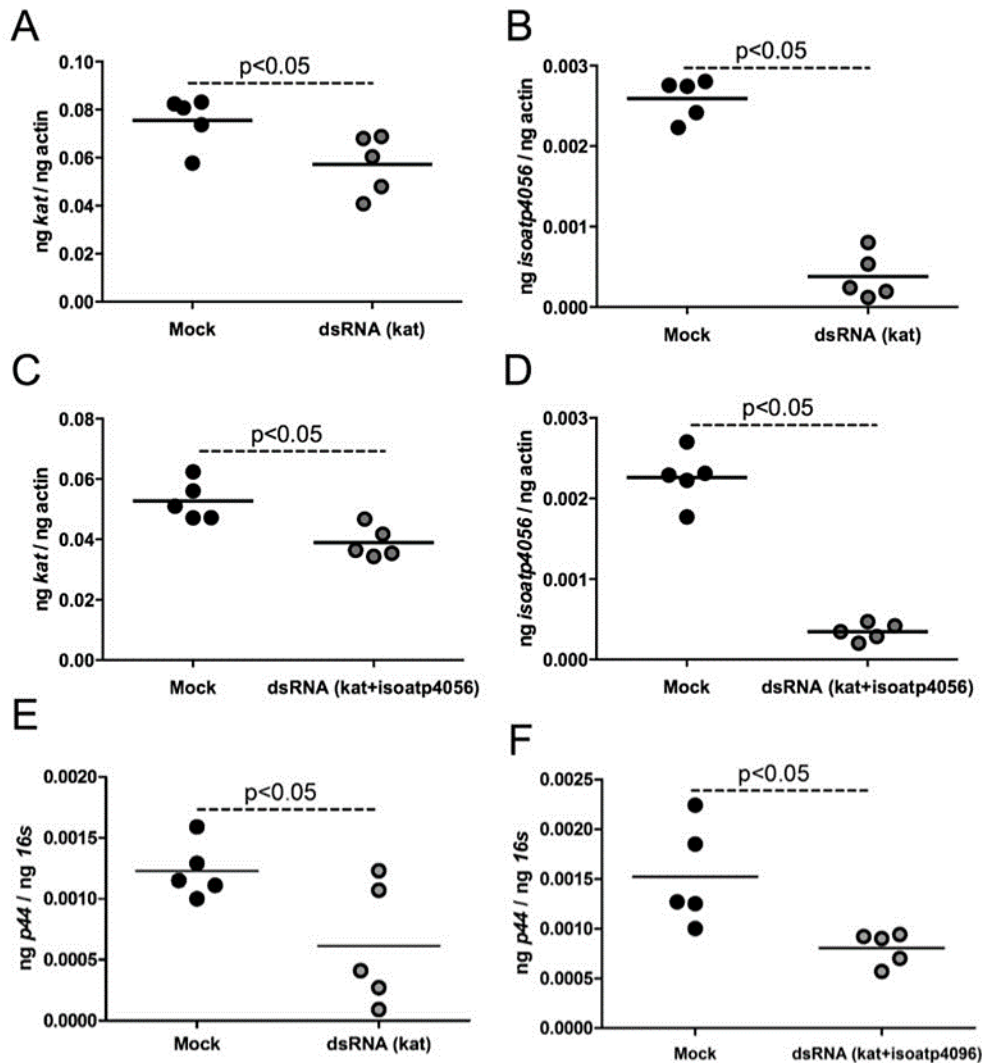 A
p<0.05
ng kat / ng actin
0.10
0.08
0.06
0.04
0.02
0.00
Mock
dsRNA (kat)
B
p<0.05
ng isoatp4056 / ng actin
0.003
0.002
0.001
0.000
Mock
dsRNA (kat)
C
p<0.05
ng kat / ng actin
0.08
0.06
0.04
0.02
0.00
Mock
dsRNA (kat+isoatp4056)
D
p<0.05
ng isoatp4056 / ng actin
0.003
0.002
0.001
0.000
Mock
dsRNA (kat+isoatp4056)
E
p<0.05
ng p44 / ng 16s
0.0020
0.0015
0.0010
0.0005
0.0000
Mock
dsRNA (kat)
F
p<0.05
ng p44 / ng 16s
0.0025
0.0020
0.0015
0.0010
0.0005
0.0000
Mock
dsRNA (kat+isoatp4096)